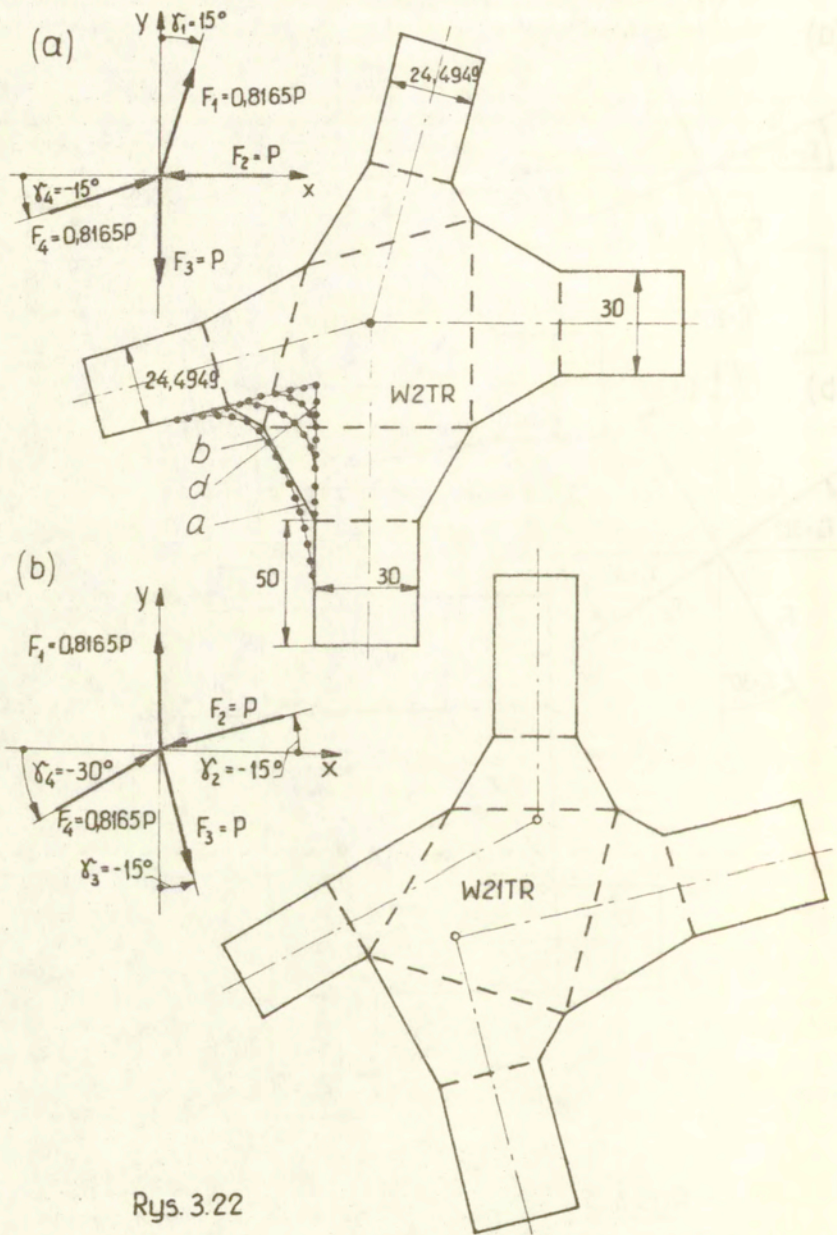 (a)
y
γ₁=15°
F₁=0,8165P
F₂=P
x
γ₄=-15°
F₄=0,8165P
F₃=P
24,4949
30
24,4949
W2TR
b
d
a
50
30
(b)
y
F₁=0,8165P
F₂=P
x
γ₂=-15°
γ₄=-30°
F₄=0,8165P
F₃=P
γ₃=-15°
W21TR
Rys. 3.22